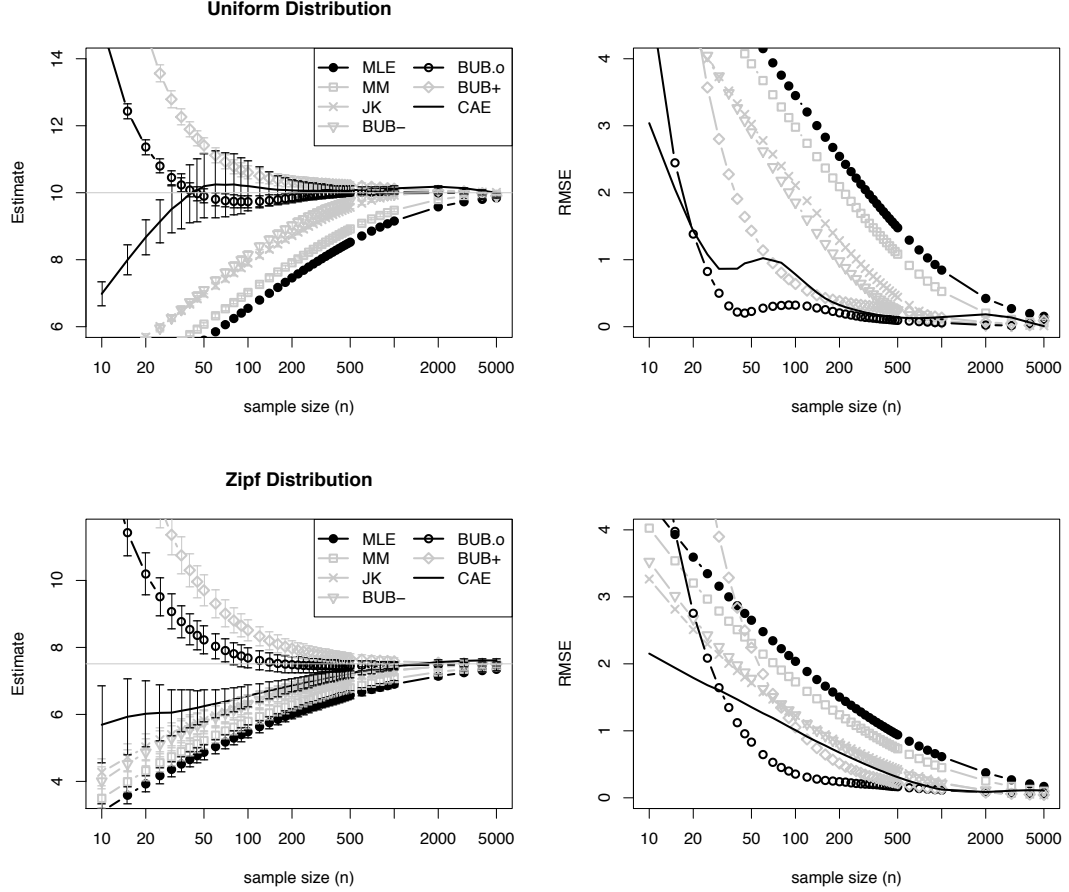 Uniform Distribution
Estimate
14
12
10
8
6
MLE
MM
JK
BUB−
BUB.o
BUB+
CAE
10 20 50 100 200 500 2000 5000
sample size (n)
RMSE
4
3
2
1
0
10 20 50 100 200 500 2000 5000
sample size (n)
Zipf Distribution
Estimate
10
8
6
4
MLE
MM
JK
BUB−
BUB.o
BUB+
CAE
10 20 50 100 200 500 2000 5000
sample size (n)
RMSE
4
3
2
1
0
10 20 50 100 200 500 2000 5000
sample size (n)